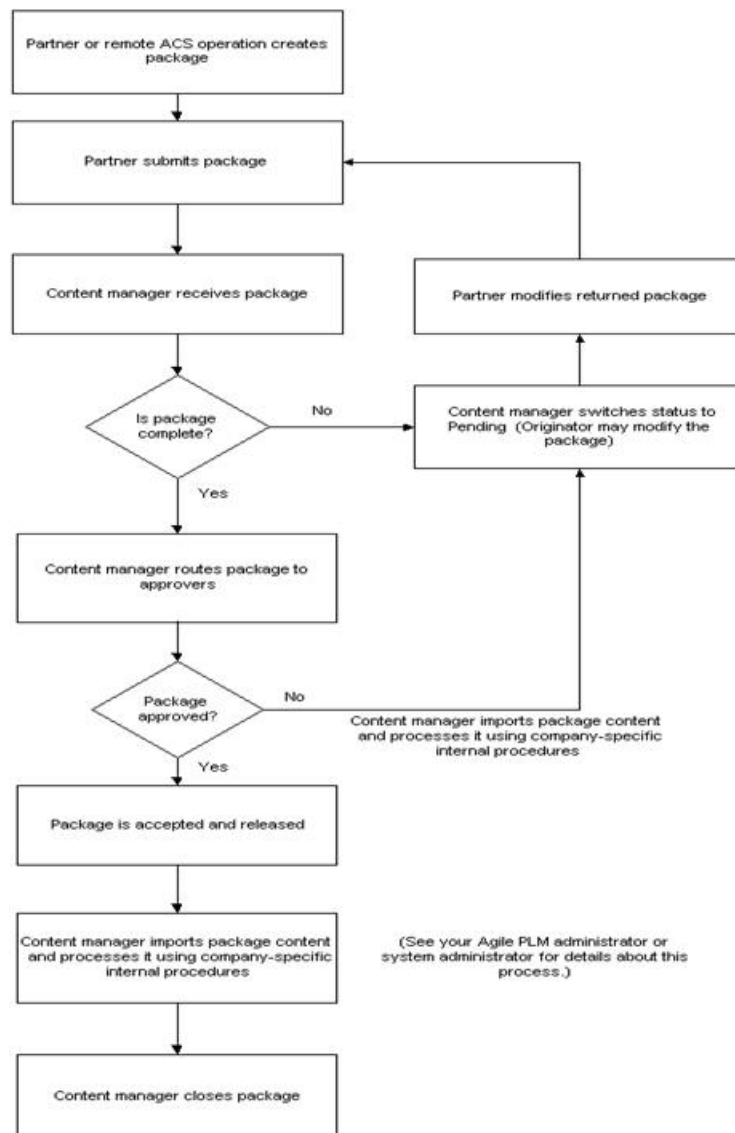 Partner or remote ACS operation creates
package
Partner submits package
Content manager receives package
Partner modifies returned package
Is package
complete?
No
Content manager switches status to
Pending (Originator may modify the
package)
Yes
Content manager routes package to
approvers
Package
approved?
No
Content manager imports package content
and processes it using company-specific
internal procedures
Yes
Package is accepted and released
Content manager imports package content
and processes it using company-specific
internal procedures
(See your Agile PLM administrator or
system administrator for details about this
process.)
Content manager closes package